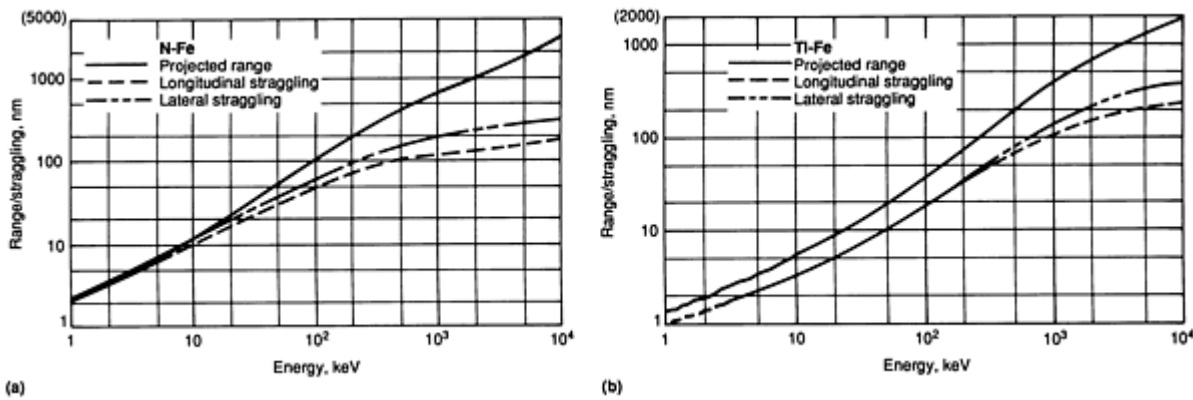 (5000)
N-Fe
Projected range
Longitudinal straggling
Lateral straggling
1000
100
10
1
Range/straggling, nm
1 10 10² 10³ 10⁴
Energy, keV
(a)
(2000)
1000
Ti-Fe
Projected range
Longitudinal straggling
Lateral straggling
100
10
1
Range/straggling, nm
1 10 10² 10³ 10⁴
Energy, keV
(b)